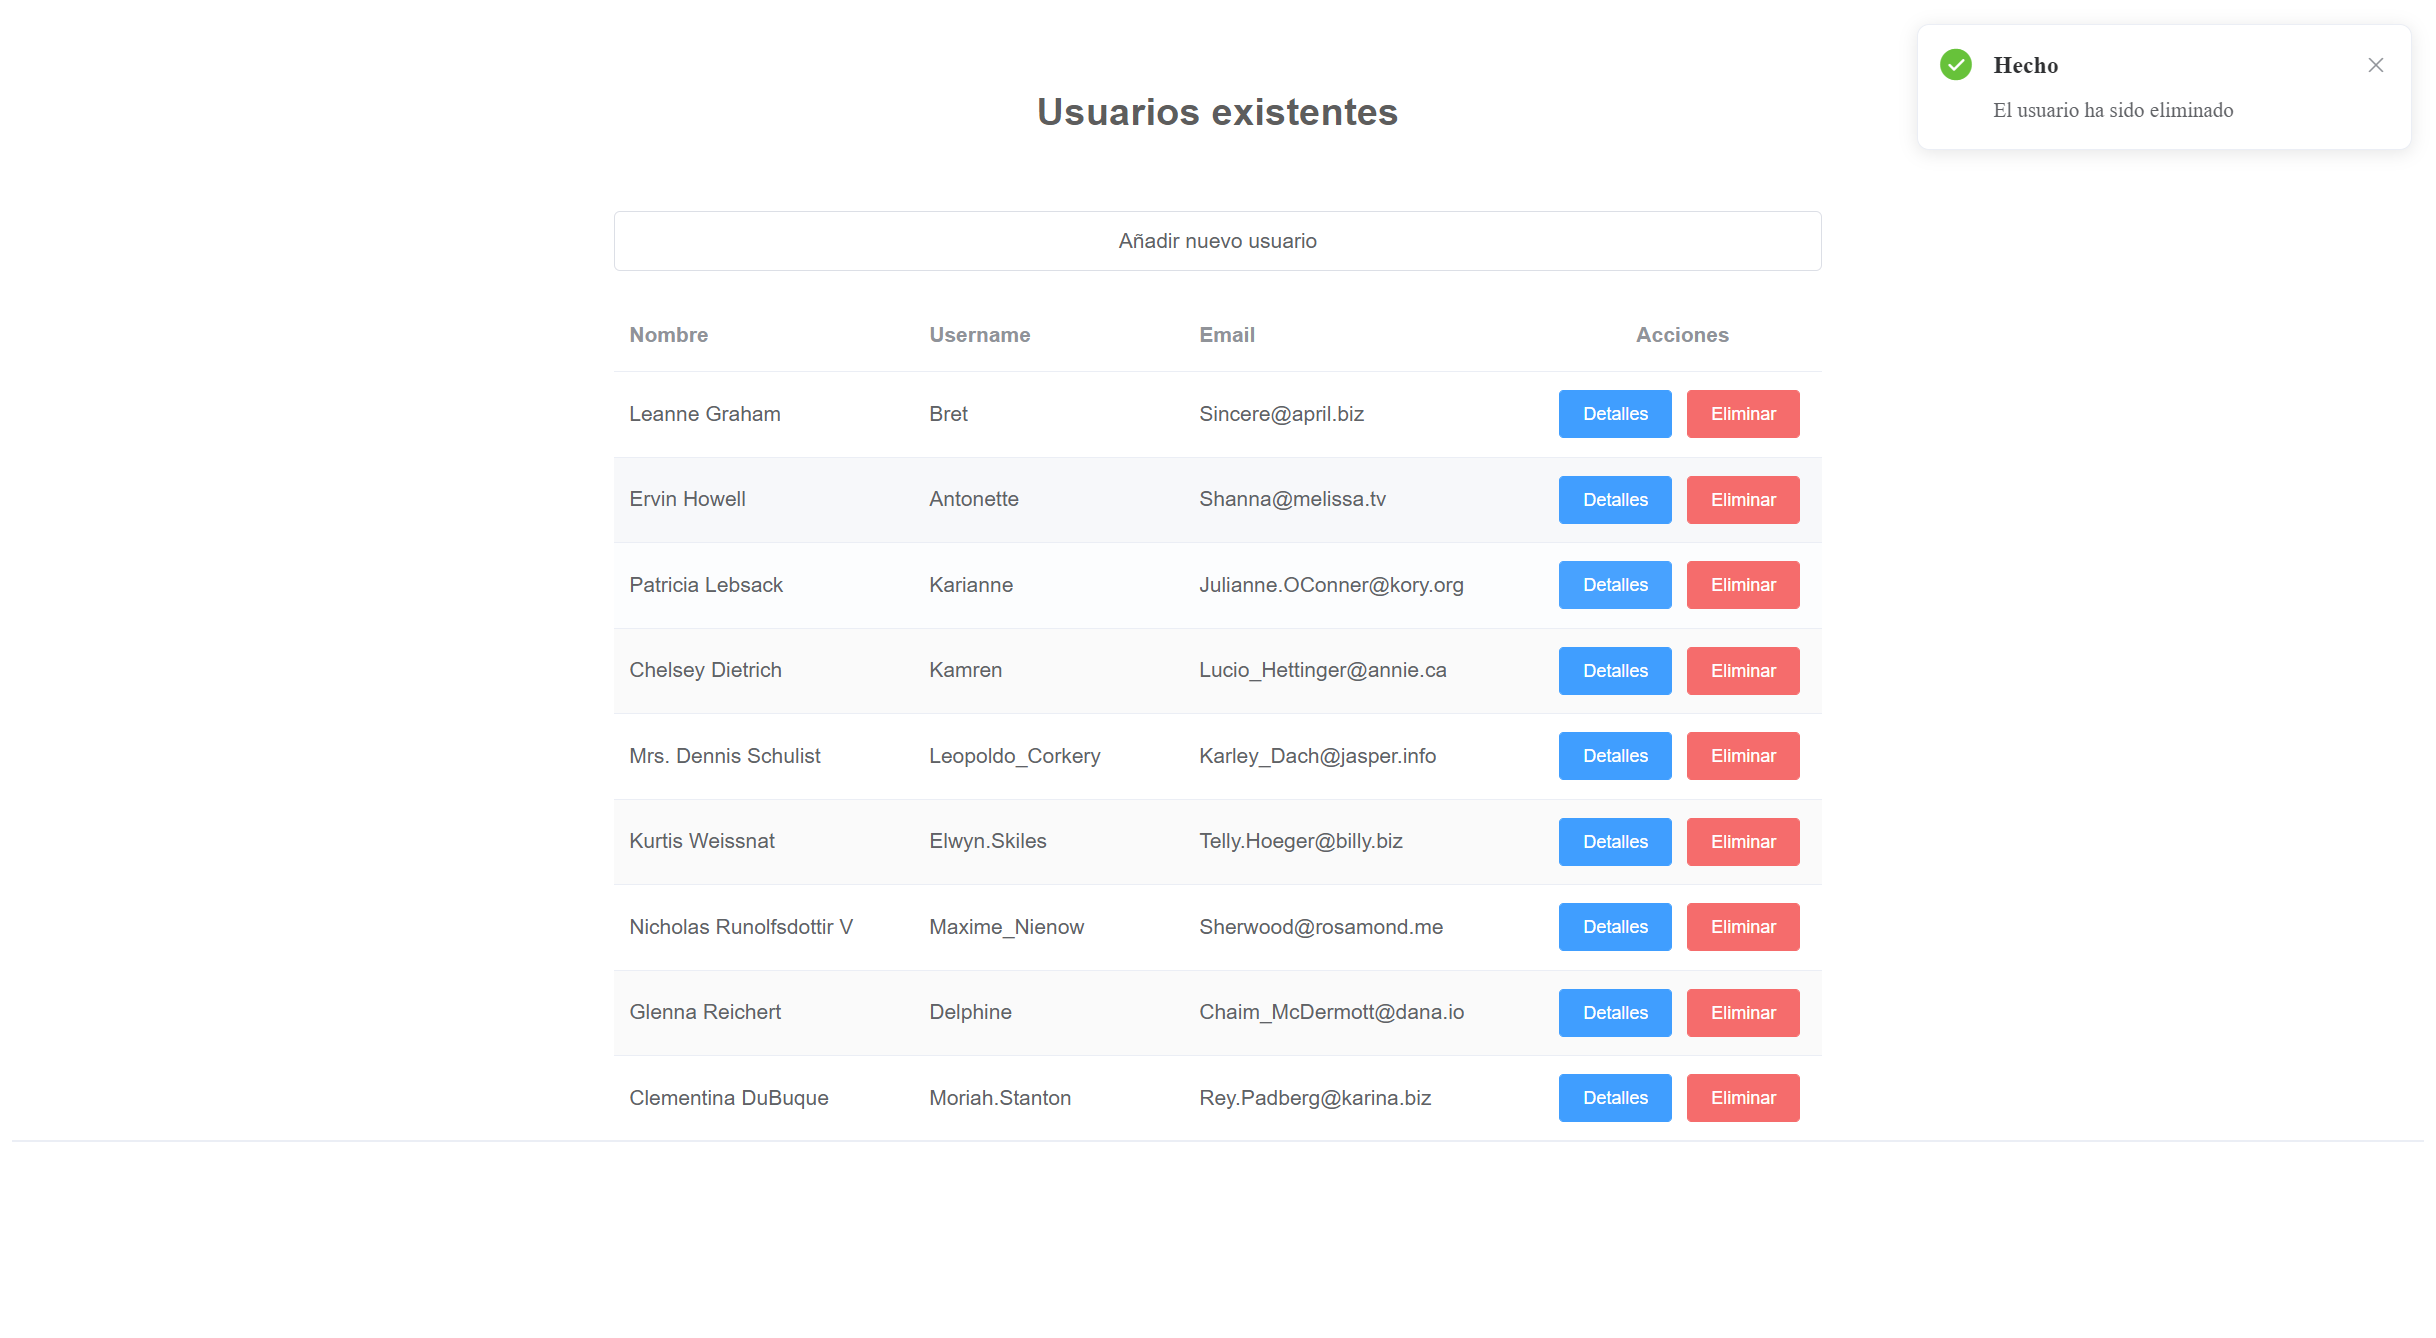 Hecho
El usuario ha sido eliminado
Usuarios existentes
Añadir nuevo usuario
Nombre Username Email Acciones
Leanne Graham Bret Sincere@april.biz Detalles Eliminar
Ervin Howell Antonette Shanna@melissa.tv Detalles Eliminar
Patricia Lebsack Karianne Julianne.OConner@kory.org Detalles Eliminar
Chelsey Dietrich Kamren Lucio_Hettinger@annie.ca Detalles Eliminar
Mrs. Dennis Schulist Leopoldo_Corkery Karley_Dach@jasper.info Detalles Eliminar
Kurtis Weissnat Elwyn.Skiles Telly.Hoeger@billy.biz Detalles Eliminar
Nicholas Runolfsdottir V Maxime_Nienow Sherwood@rosamond.me Detalles Eliminar
Glenna Reichert Delphine Chaim_McDermott@dana.io Detalles Eliminar
Clementina DuBuque Moriah.Stanton Rey.Padberg@karina.biz Detalles Eliminar